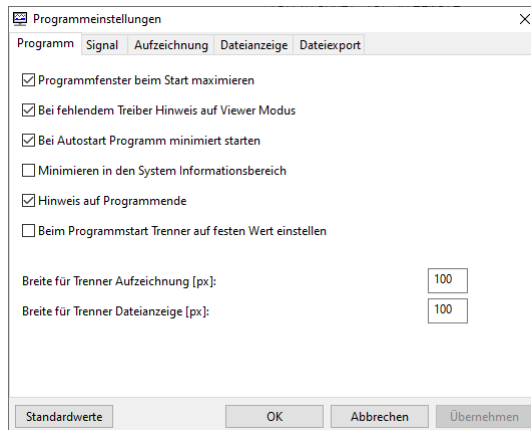 Programmeinstellungen
Programm Signal Aufzeichnung Dateianzeige Dateiexport
Programmfenster beim Start maximieren
Bei fehlendem Treiber Hinweis auf Viewer Modus
Bei Autostart Programm minimiert starten
Minimieren in den System Informationsbereich
Hinweis auf Programmende
Beim Programmstart Trenner auf festen Wert einstellen
Breite für Trenner Aufzeichnung [px]: 100
Breite für Trenner Dateianzeige [px]: 100
Standardwerte OK Abbrechen Übernehmen